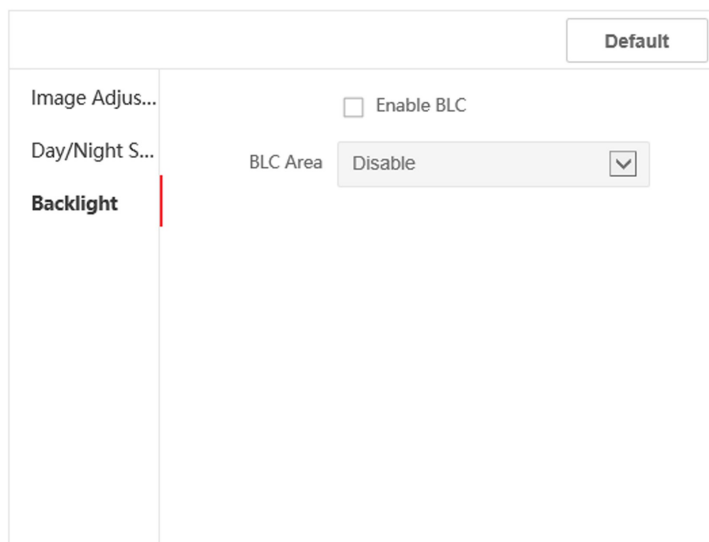 Default
Image Adjus...
Day/Night S...
Backlight
Enable BLC
BLC Area
Disable